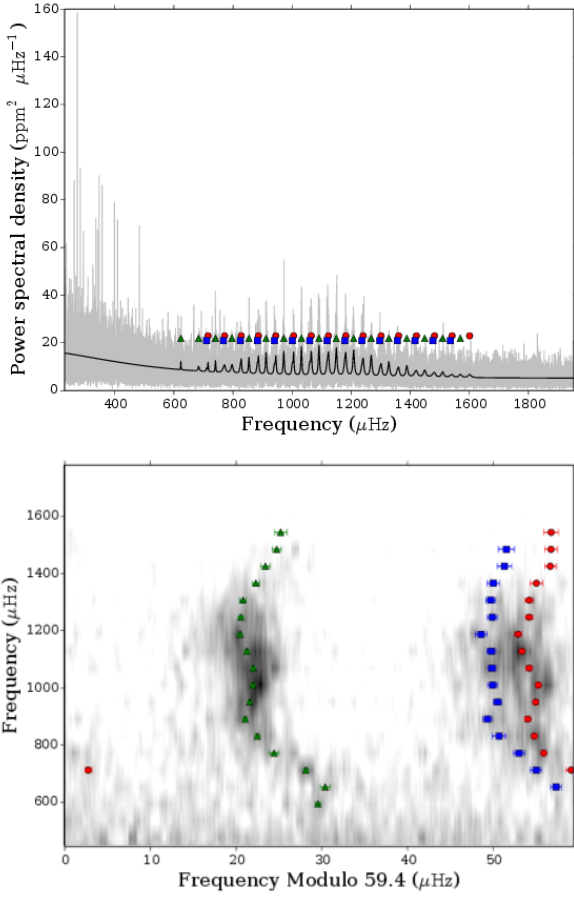 160
140
120
100
80
60
40
20
0
Power spectral density (ppm² μHz⁻¹)
400 600 800 1000 1200 1400 1600 1800
Frequency (μHz)
1600
1400
1200
1000
800
600
Frequency (μHz)
0 10 20 30 40 50
Frequency Modulo 59.4 (μHz)